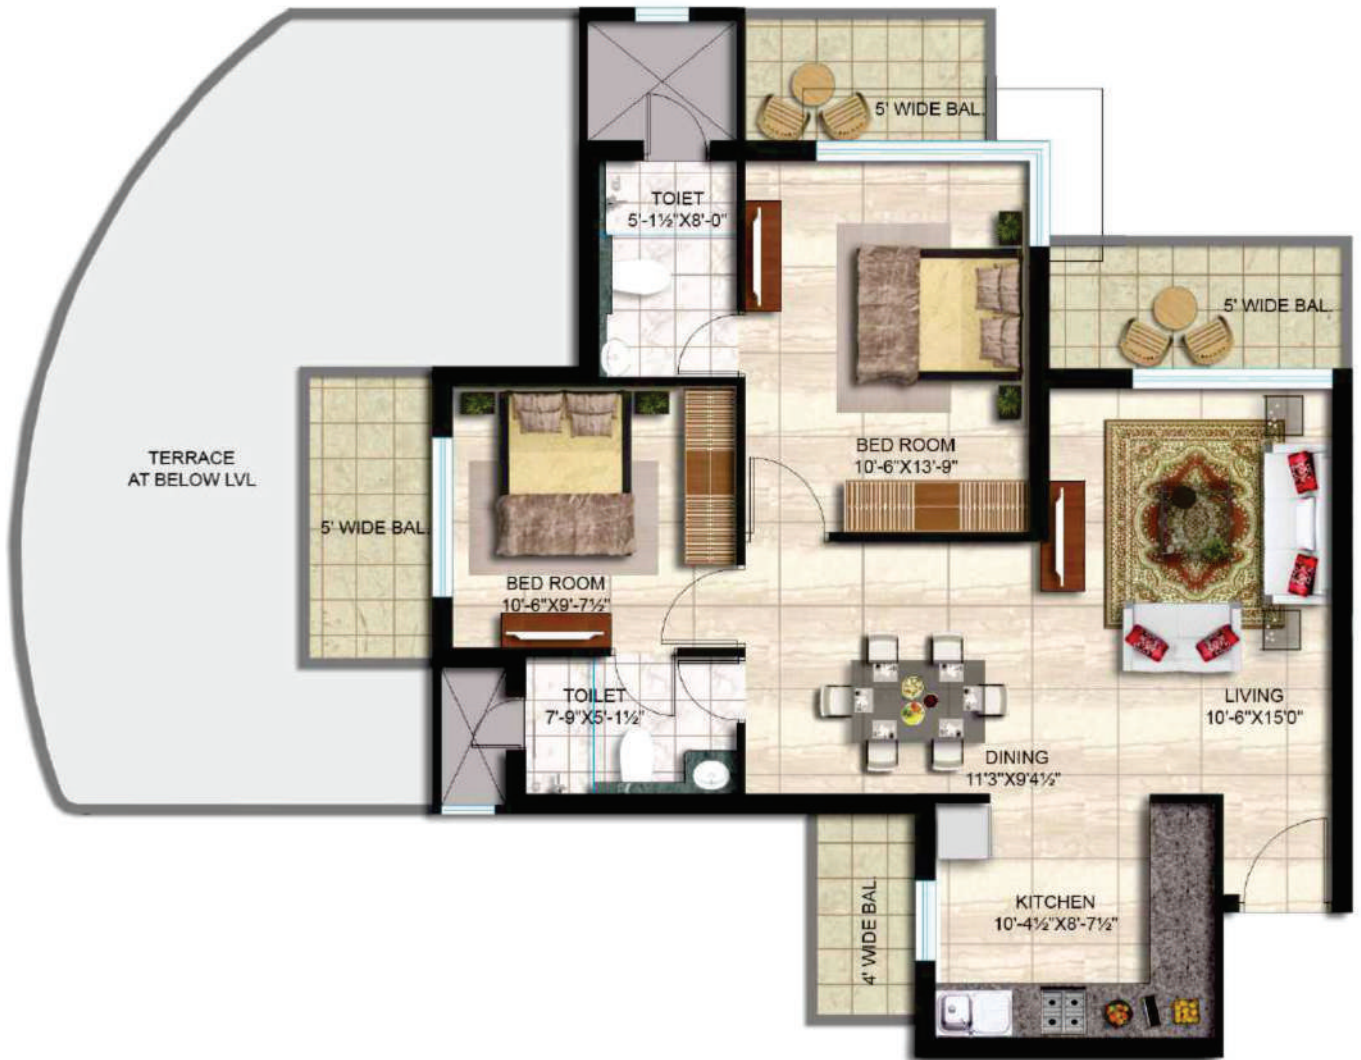 5' WIDE BAL.
TOIET
5'-1½"X8'-0"
5' WIDE BAL.
BED ROOM
10'-6"X13'-9"
TERRACE
AT BELOW LVL
5' WIDE BAL.
BED ROOM
10'-6"X9'-7½"
TOILET
7'-9"X5'-1½"
LIVING
10'-6"X15'0"
DINING
11'3"X9'4½"
KITCHEN
10'-4½"X8'-7½"
4' WIDE BAL.